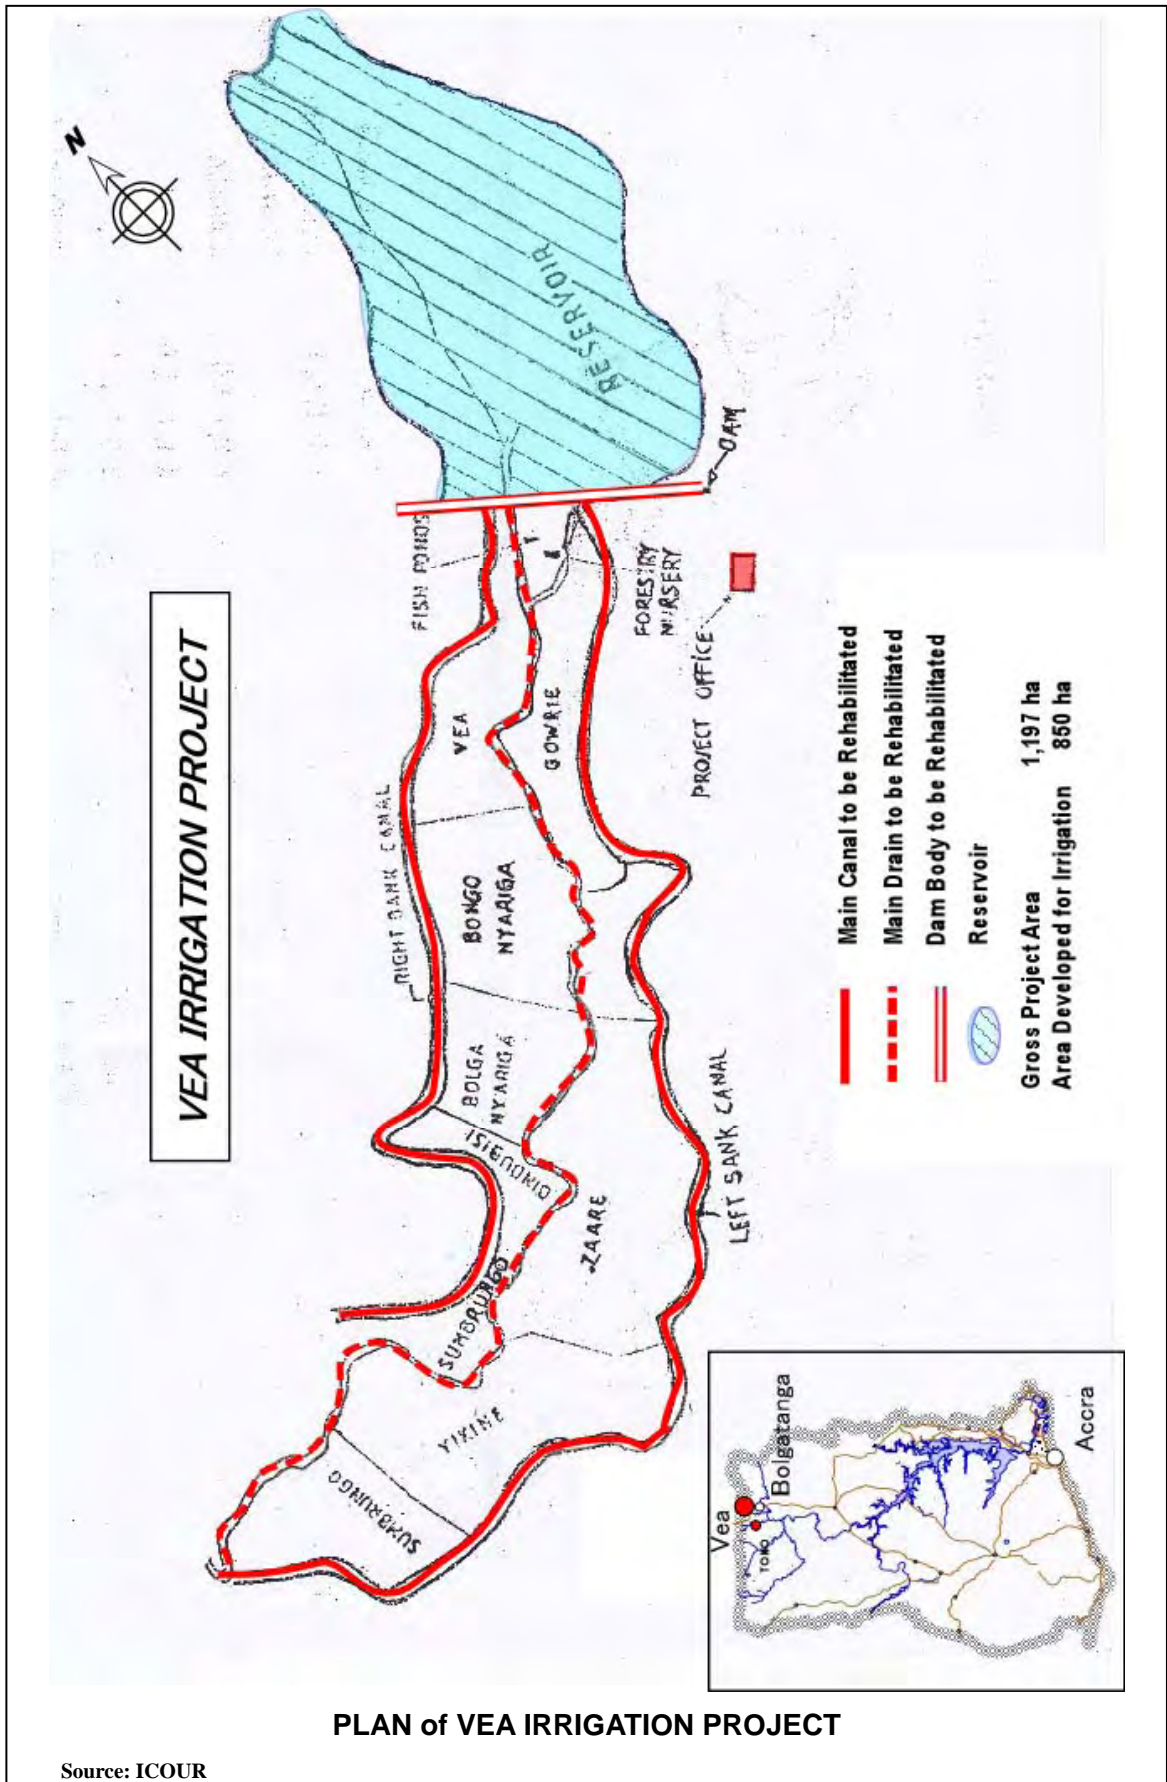 N
RESERVOIR
DAM
FISH PONDS
FORESTRY
NURSERY
PROJECT OFFICE
VEA IRRIGATION PROJECT
VEA
GOWRIE
RIGHT BANK CANAL
BONGO
NYARIGA
BOLGA
NYARIGA
DINDUBISI
ZAARE
LEFT SANK CANAL
SUMBRUNGO
YIKINE
SUMBRUNGO
Main Canal to be Rehabilitated
Main Drain to be Rehabilitated
Dam Body to be Rehabilitated
Reservoir
Gross Project Area 1,197 ha
Area Developed for Irrigation 850 ha
Vea
Bolgatanga
TONO
Accra
PLAN of VEA IRRIGATION PROJECT
Source: ICOUR